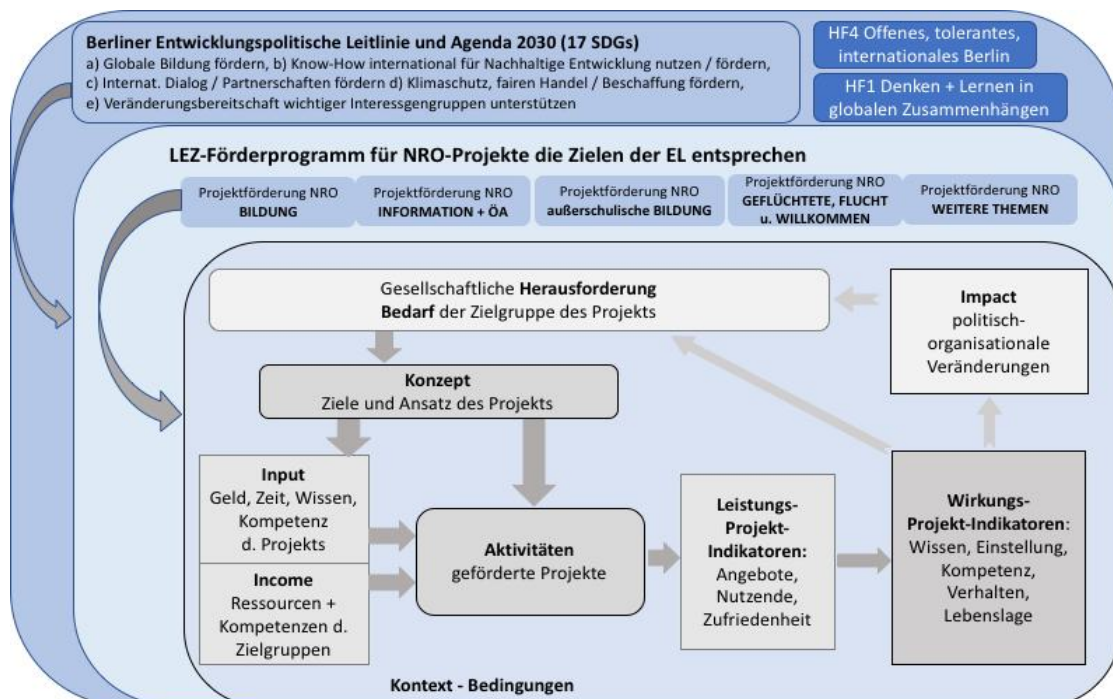 Berliner Entwicklungspolitische Leitlinie und Agenda 2030 (17 SDGs)
a) Globale Bildung fördern, b) Know-How international für Nachhaltige Entwicklung nutzen / fördern,
c) Internat. Dialog / Partnerschaften fördern d) Klimaschutz, fairen Handel / Beschaffung fördern,
e) Veränderungsbereitschaft wichtiger Interessgengruppen unterstützen
HF4 Offenes, tolerantes,
internationales Berlin
HF1 Denken + Lernen in
globalen Zusammenhängen
LEZ-Förderprogramm für NRO-Projekte die Zielen der EL entsprechen
Projektförderung NRO
BILDUNG
Projektförderung NRO
INFORMATION + ÖA
Projektförderung NRO
außerschulische BILDUNG
Projektförderung NRO
GEFLÜCHTETE, FLUCHT
u. WILLKOMMEN
Projektförderung NRO
WEITERE THEMEN
Gesellschaftliche Herausforderung
Bedarf der Zielgruppe des Projekts
Impact
politisch-
organisationale
Veränderungen
Konzept
Ziele und Ansatz des Projekts
Input
Geld, Zeit, Wissen,
Kompetenz
d. Projekts
Income
Ressourcen +
Kompetenzen d.
Zielgruppen
Aktivitäten
geförderte Projekte
Leistungs-
Projekt-
Indikatoren:
Angebote,
Nutzende,
Zufriedenheit
Wirkungs-
Projekt-Indikatoren:
Wissen, Einstellung,
Kompetenz,
Verhalten,
Lebenslage
Kontext - Bedingungen